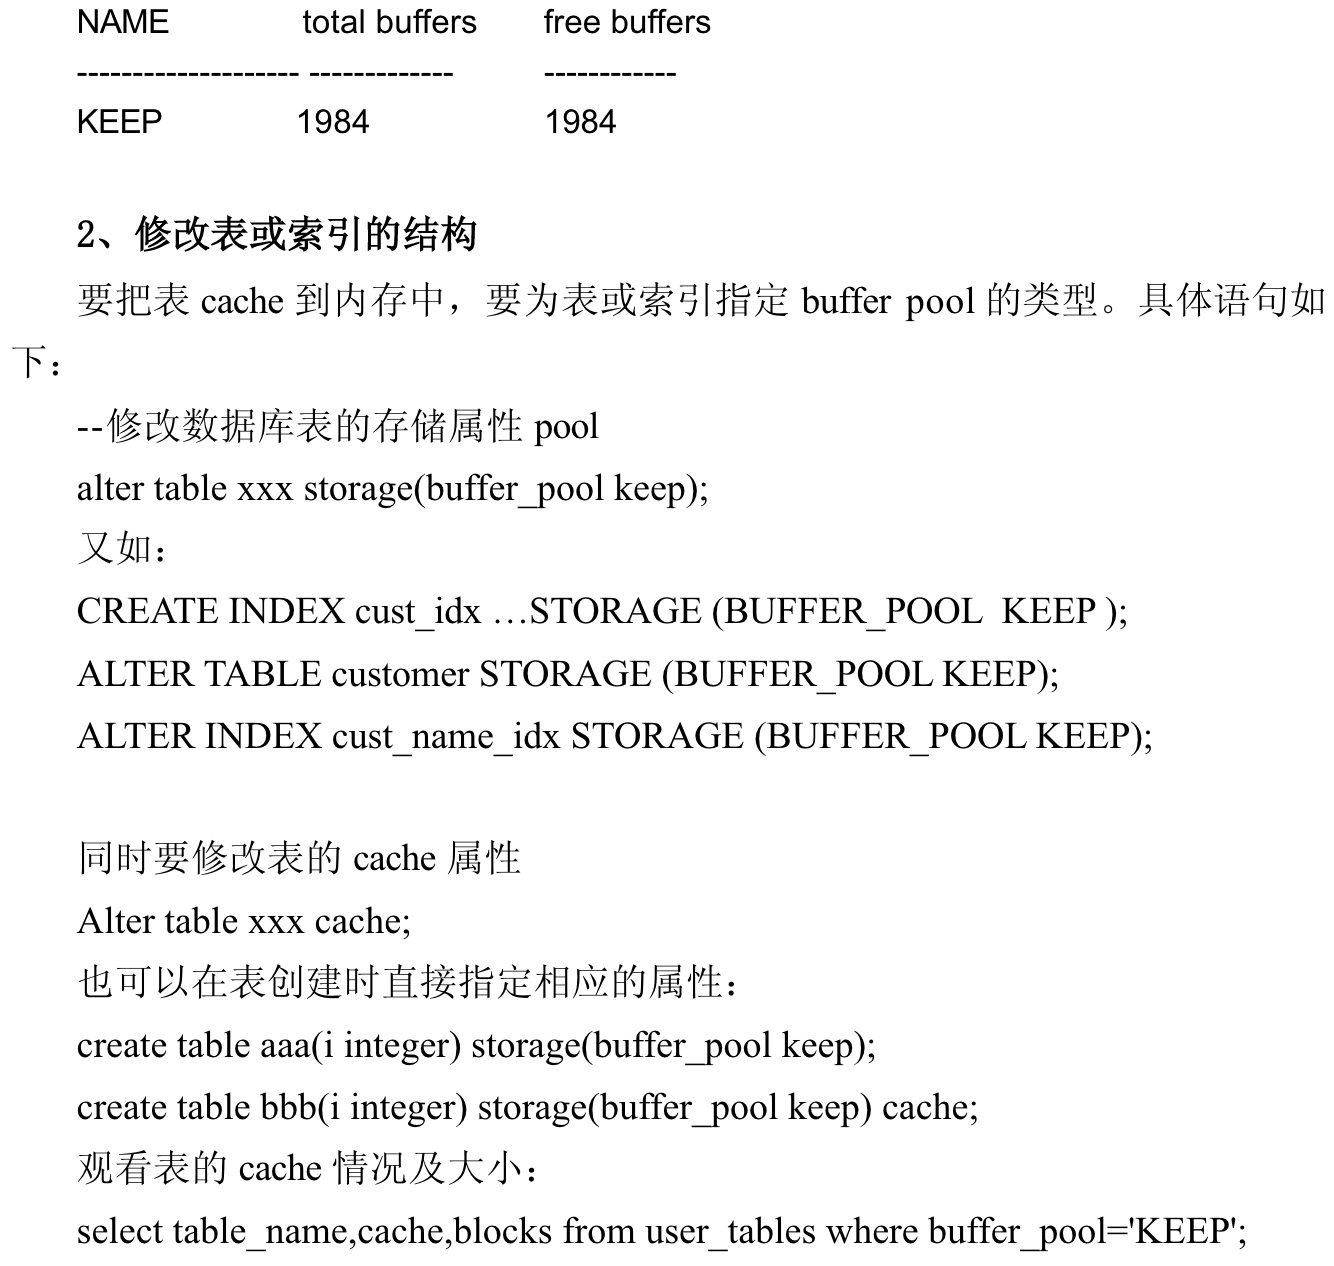 NAME total buffers free buffers
-------------------- ------------- ------------
KEEP 1984 1984
2、修改表或索引的结构
要把表 cache 到内存中，要为表或索引指定 buffer pool 的类型。具体语句如
下：
--修改数据库表的存储属性 pool
alter table xxx storage(buffer_pool keep);
又如：
CREATE INDEX cust_idx …STORAGE (BUFFER_POOL KEEP );
ALTER TABLE customer STORAGE (BUFFER_POOL KEEP);
ALTER INDEX cust_name_idx STORAGE (BUFFER_POOL KEEP);
同时要修改表的 cache 属性
Alter table xxx cache;
也可以在表创建时直接指定相应的属性：
create table aaa(i integer) storage(buffer_pool keep);
create table bbb(i integer) storage(buffer_pool keep) cache;
观看表的 cache 情况及大小：
select table_name,cache,blocks from user_tables where buffer_pool='KEEP';